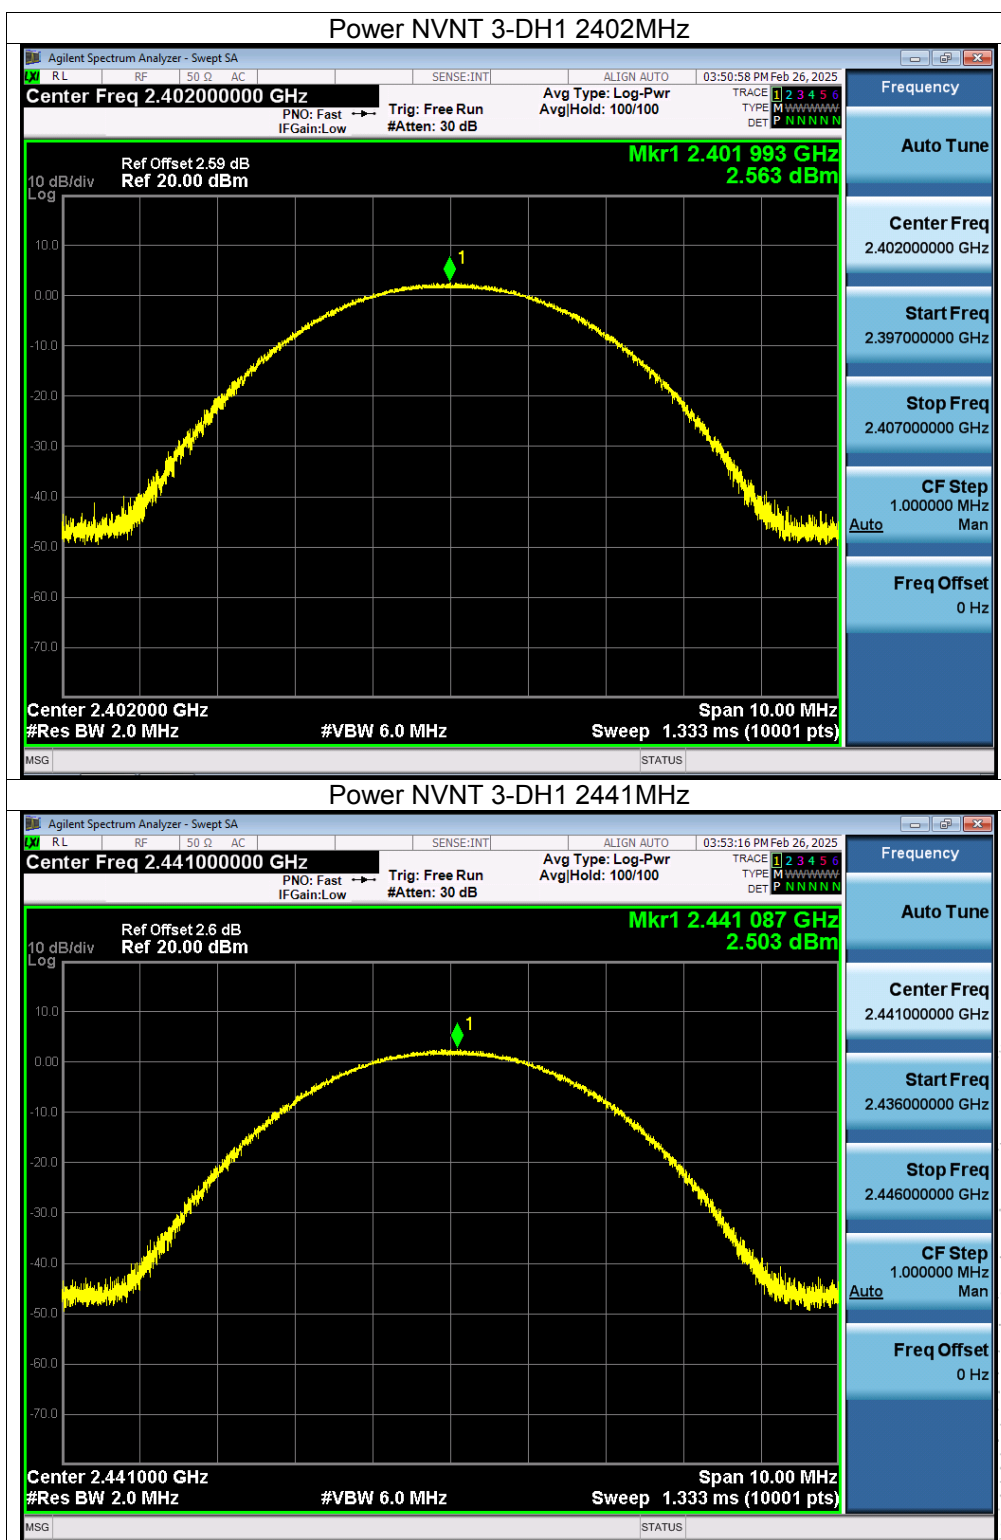 Power NVNT 3-DH1 2402MHz
Agilent Spectrum Analyzer - Swept SA
LXI RL RF 50 Ω AC SENSE:INT ALIGN AUTO 03:50:58 PM Feb 26, 2025
Center Freq 2.402000000 GHz
PNO: Fast
IFGain:Low
Trig: Free Run
#Atten: 30 dB
Avg Type: Log-Pwr
Avg|Hold: 100/100
TRACE 1 2 3 4 5 6
TYPE M WWWWW
DET P N N N N N
Frequency
Auto Tune
Center Freq
2.402000000 GHz
Start Freq
2.397000000 GHz
Stop Freq
2.407000000 GHz
CF Step
1.000000 MHz
Auto Man
Freq Offset
0 Hz
Mkr1 2.401 993 GHz
2.563 dBm
Ref Offset 2.59 dB
10 dB/div Ref 20.00 dBm
Log
1
10.0
0.00
-10.0
-20.0
-30.0
-40.0
-50.0
-60.0
-70.0
Center 2.402000 GHz Span 10.00 MHz
#Res BW 2.0 MHz #VBW 6.0 MHz Sweep 1.333 ms (10001 pts)
MSG STATUS
Power NVNT 3-DH1 2441MHz
Agilent Spectrum Analyzer - Swept SA
LXI RL RF 50 Ω AC SENSE:INT ALIGN AUTO 03:53:16 PM Feb 26, 2025
Center Freq 2.441000000 GHz
PNO: Fast
IFGain:Low
Trig: Free Run
#Atten: 30 dB
Avg Type: Log-Pwr
Avg|Hold: 100/100
TRACE 1 2 3 4 5 6
TYPE M WWWWW
DET P N N N N N
Frequency
Auto Tune
Center Freq
2.441000000 GHz
Start Freq
2.436000000 GHz
Stop Freq
2.446000000 GHz
CF Step
1.000000 MHz
Auto Man
Freq Offset
0 Hz
Mkr1 2.441 087 GHz
2.503 dBm
Ref Offset 2.6 dB
10 dB/div Ref 20.00 dBm
Log
1
10.0
0.00
-10.0
-20.0
-30.0
-40.0
-50.0
-60.0
-70.0
Center 2.441000 GHz Span 10.00 MHz
#Res BW 2.0 MHz #VBW 6.0 MHz Sweep 1.333 ms (10001 pts)
MSG STATUS